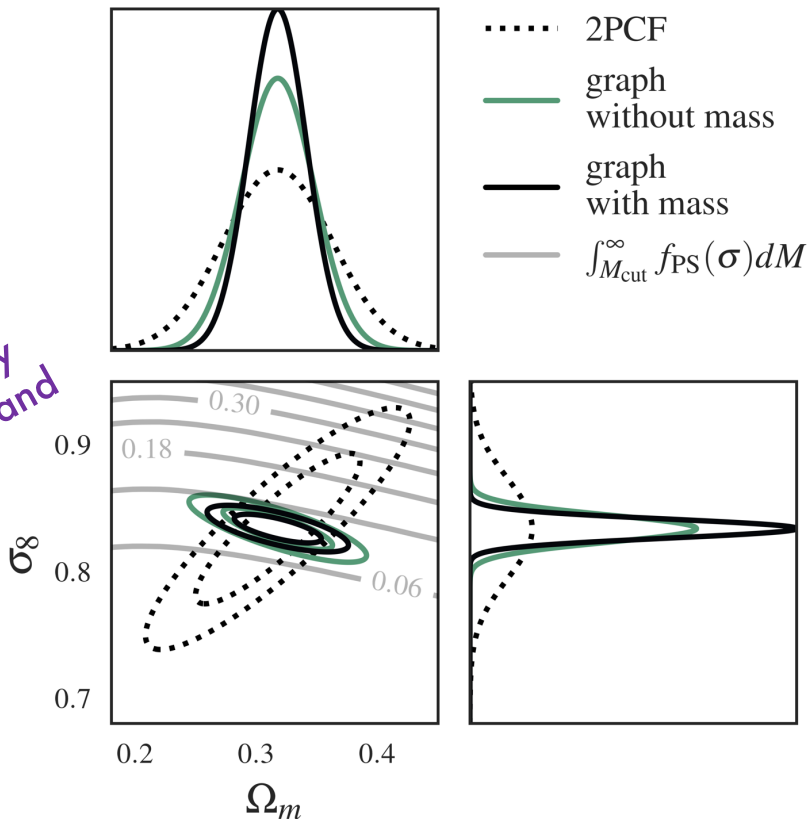 2PCF
graph
without mass
graph
with mass
∫_{M_cut}^∞ f_PS(σ)dM
y
and
0.30
0.18
0.06
0.9
0.8
0.7
σ₈
0.2 0.3 0.4
Ωₘ